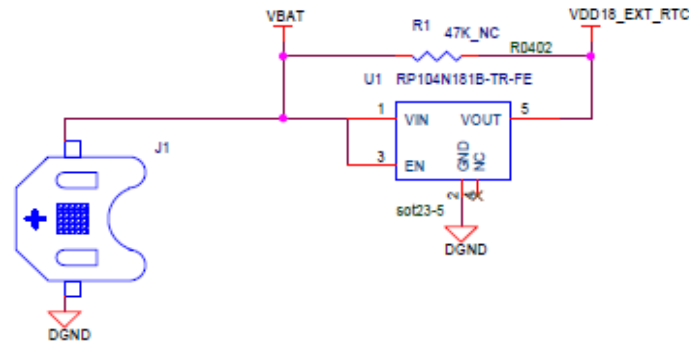 VBAT
VDD18_EXT_RTC
R1
47K_NC
R0402
U1 RP104N181B-TR-FE
1
VIN
VOUT
5
3
EN
GND
NC
2
4
sot23-5
DGND
J1
DGND